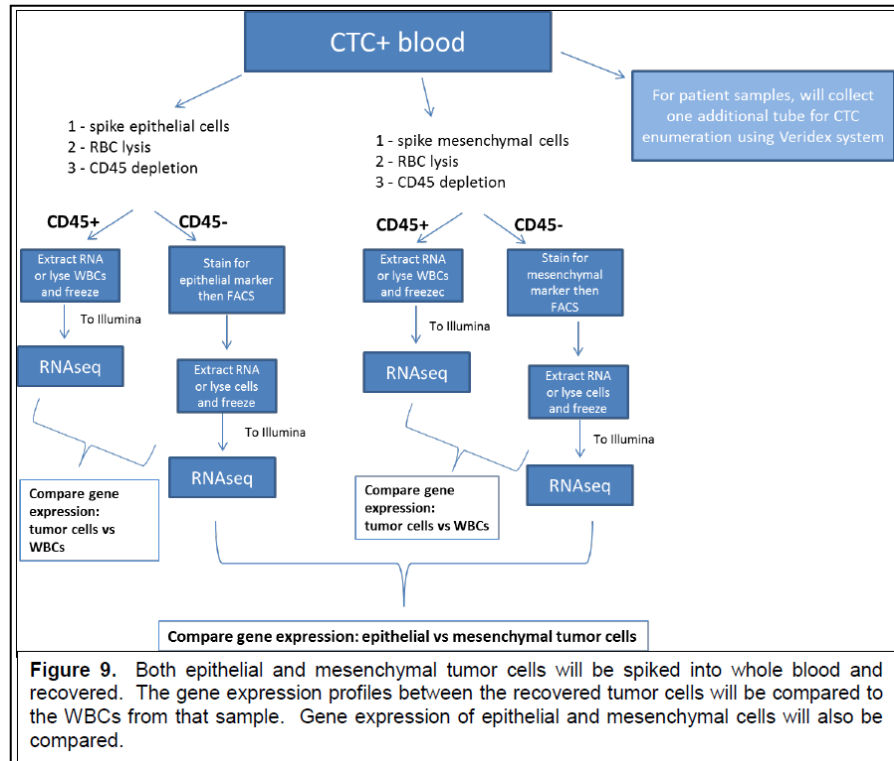 CTC+ blood
For patient samples, will collect
one additional tube for CTC
enumeration using Veridex system
1 - spike epithelial cells
2 - RBC lysis
3 - CD45 depletion
1 - spike mesenchymal cells
2 - RBC lysis
3 - CD45 depletion
CD45+
CD45-
CD45+
CD45-
Extract RNA
or lyse WBCs
and freeze
Stain for
epithelial marker
then FACS
Extract RNA
or lyse WBCs
and freezec
Stain for
mesenchymal
marker then
FACS
To Illumina
To Illumina
RNAseq
Extract RNA
or lyse cells
and freeze
RNAseq
Extract RNA
or lyse cells
and freeze
To Illumina
To Illumina
RNAseq
RNAseq
Compare gene
expression:
tumor cells vs
WBCs
Compare gene
expression:
tumor cells vs WBCs
Compare gene expression: epithelial vs mesenchymal tumor cells
Figure 9. Both epithelial and mesenchymal tumor cells will be spiked into whole blood and
recovered. The gene expression profiles between the recovered tumor cells will be compared to
the WBCs from that sample. Gene expression of epithelial and mesenchymal cells will also be
compared.